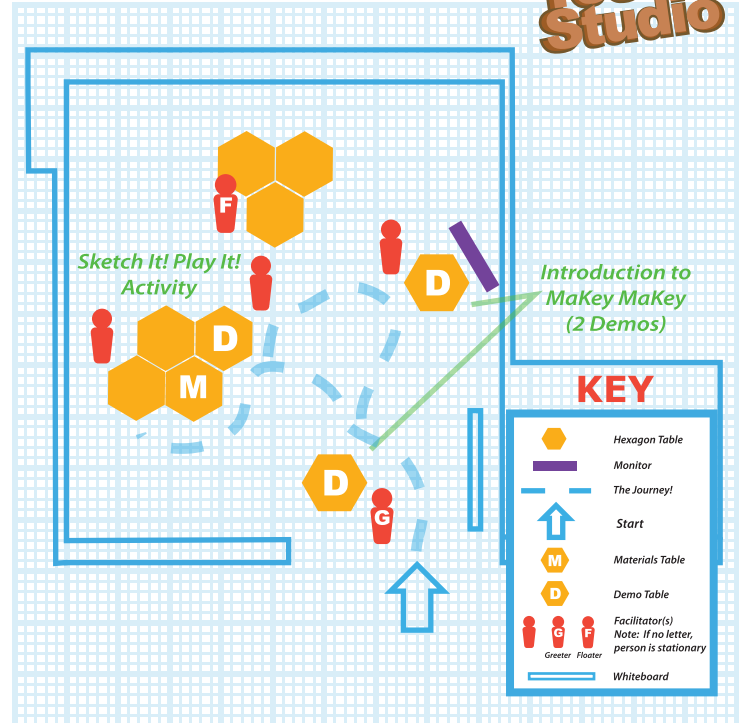 Studio
F
Sketch It! Play It!
Activity
D
Introduction to
MaKey MaKey
(2 Demos)
D
M
D
G
KEY
Hexagon Table
Monitor
The Journey!
Start
M
Materials Table
D
Demo Table
G
F
Facilitator(s)
Note: If no letter,
person is stationary
Greeter
Floater
Whiteboard